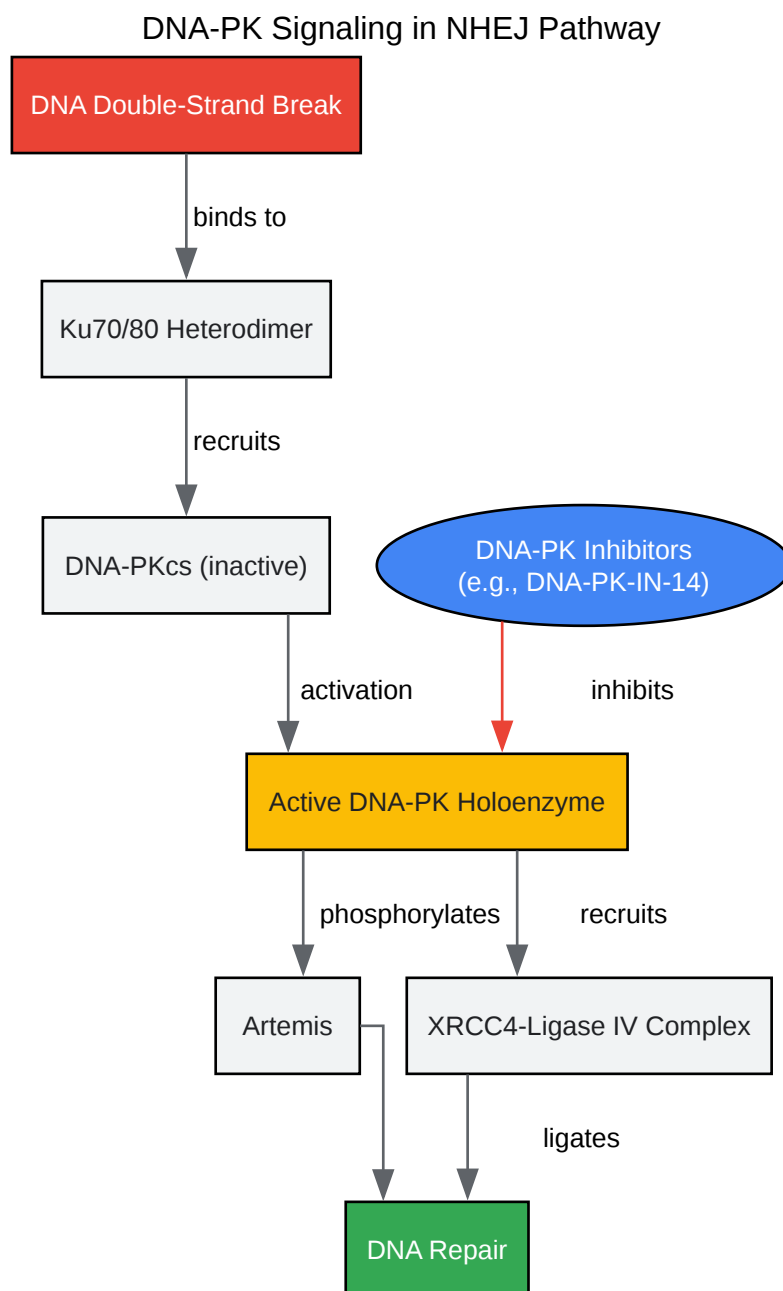 DNA-PK Signaling in NHEJ Pathway
DNA Double-Strand Break
binds to
Ku70/80 Heterodimer
recruits
DNA-PKcs (inactive)
DNA-PK Inhibitors
(e.g., DNA-PK-IN-14)
activation
inhibits
Active DNA-PK Holoenzyme
phosphorylates
recruits
Artemis
XRCC4-Ligase IV Complex
ligates
DNA Repair